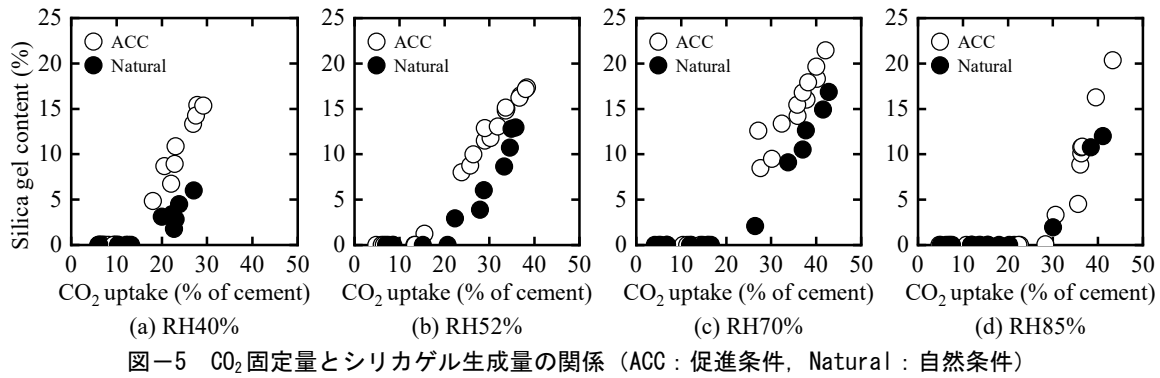 Silica gel content (%)
25
20
15
10
5
0
ACC
Natural
0 10 20 30 40 50
CO₂ uptake (% of cement)
(a) RH40%
25
20
15
10
5
0
ACC
Natural
0 10 20 30 40 50
CO₂ uptake (% of cement)
(b) RH52%
25
20
15
10
5
0
ACC
Natural
0 10 20 30 40 50
CO₂ uptake (% of cement)
(c) RH70%
25
20
15
10
5
0
ACC
Natural
0 10 20 30 40 50
CO₂ uptake (% of cement)
(d) RH85%
図－5 CO₂固定量とシリカゲル生成量の関係（ACC：促進条件，Natural：自然条件）